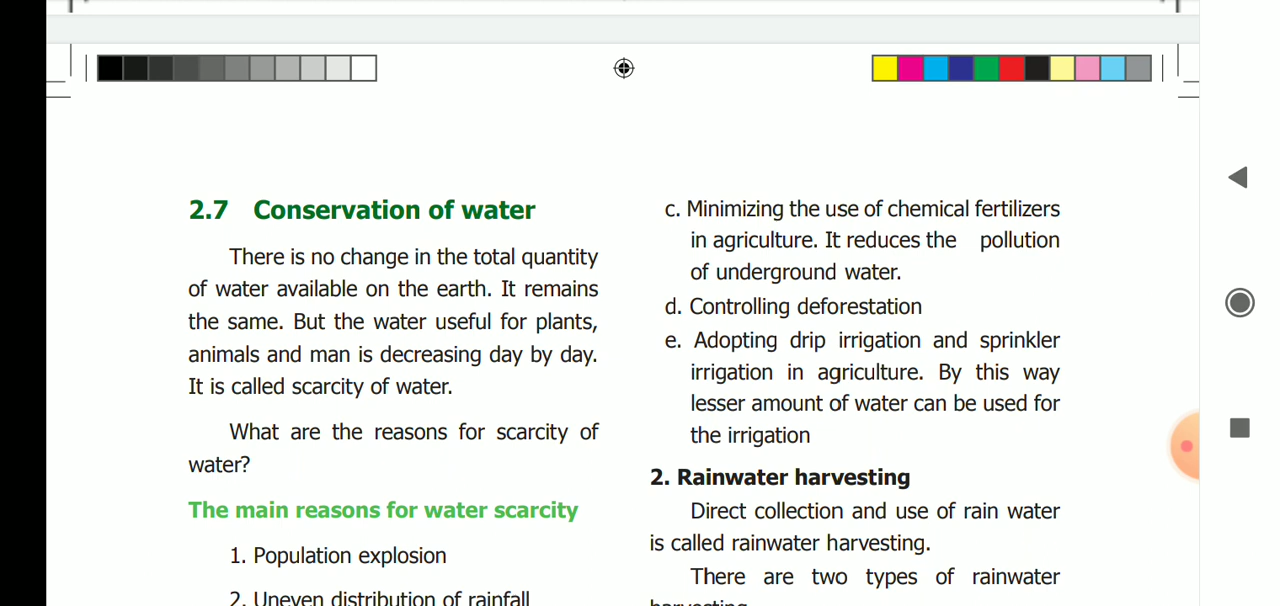 2.7 Conservation of water
There is no change in the total quantity
of water available on the earth. It remains
the same. But the water useful for plants,
animals and man is decreasing day by day.
It is called scarcity of water.
What are the reasons for scarcity of
water?
The main reasons for water scarcity
1. Population explosion
2. Uneven distribution of rainfall
c. Minimizing the use of chemical fertilizers
in agriculture. It reduces the pollution
of underground water.
d. Controlling deforestation
e. Adopting drip irrigation and sprinkler
irrigation in agriculture. By this way
lesser amount of water can be used for
the irrigation
2. Rainwater harvesting
Direct collection and use of rain water
is called rainwater harvesting.
There are two types of rainwater